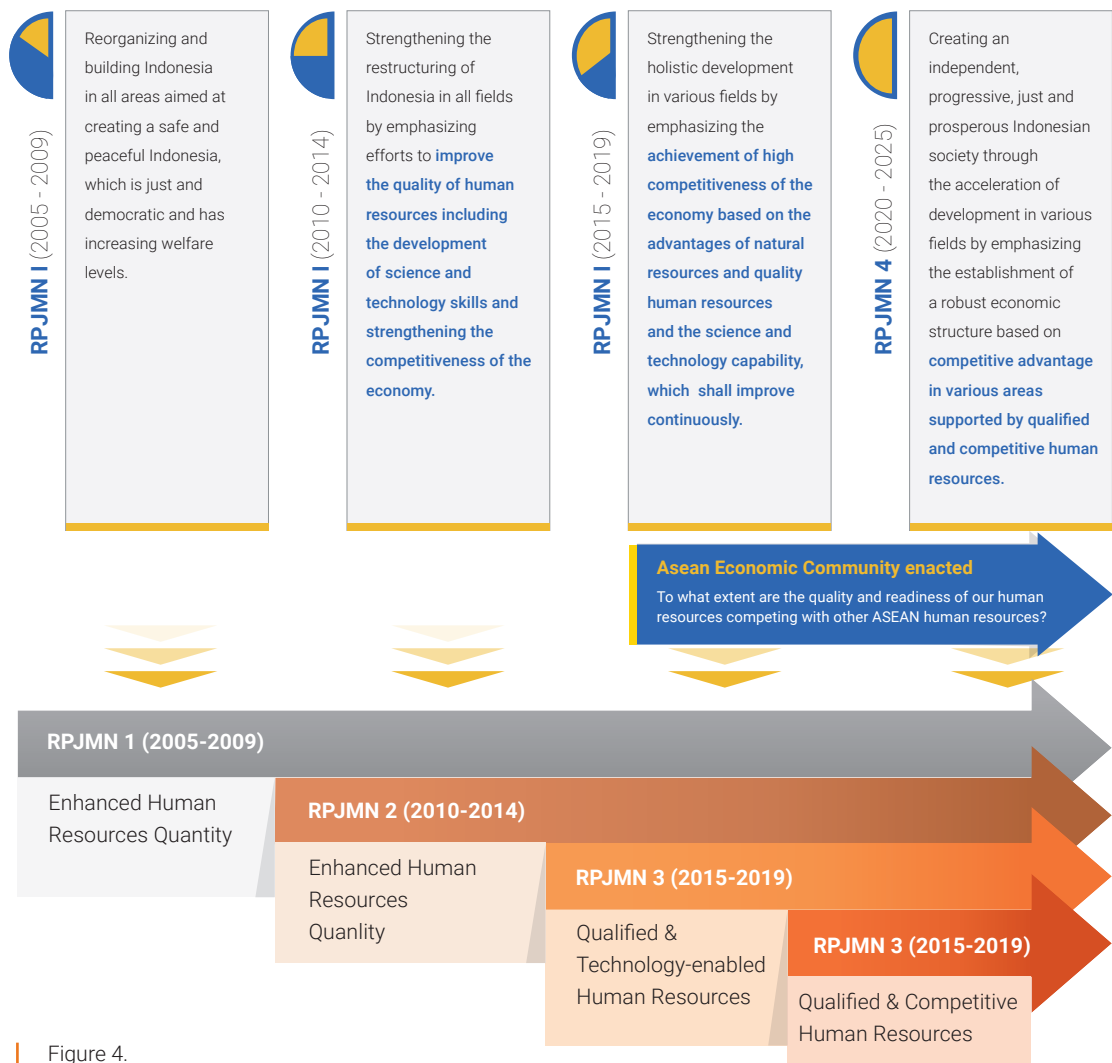 RPJMN I (2005 - 2009)
Reorganizing and
building Indonesia
in all areas aimed at
creating a safe and
peaceful Indonesia,
which is just and
democratic and has
increasing welfare
levels.
RPJMN I (2010 - 2014)
Strengthening the
restructuring of
Indonesia in all fields
by emphasizing
efforts to improve
the quality of human
resources including
the development
of science and
technology skills and
strengthening the
competitiveness of the
economy.
RPJMN I (2015 - 2019)
Strengthening the
holistic development
in various fields by
emphasizing the
achievement of high
competitiveness of the
economy based on the
advantages of natural
resources and quality
human resources
and the science and
technology capability,
which shall improve
continuously.
RPJMN 4 (2020 - 2025)
Creating an
independent,
progressive, just and
prosperous Indonesian
society through
the acceleration of
development in various
fields by emphasizing
the establishment of
a robust economic
structure based on
competitive advantage
in various areas
supported by qualified
and competitive human
resources.
Asean Economic Community enacted
To what extent are the quality and readiness of our human
resources competing with other ASEAN human resources?
RPJMN 1 (2005-2009)
Enhanced Human
Resources Quantity
RPJMN 2 (2010-2014)
Enhanced Human
Resources
Quanlity
RPJMN 3 (2015-2019)
Qualified &
Technology-enabled
Human Resources
RPJMN 3 (2015-2019)
Qualified & Competitive
Human Resources
Figure 4.